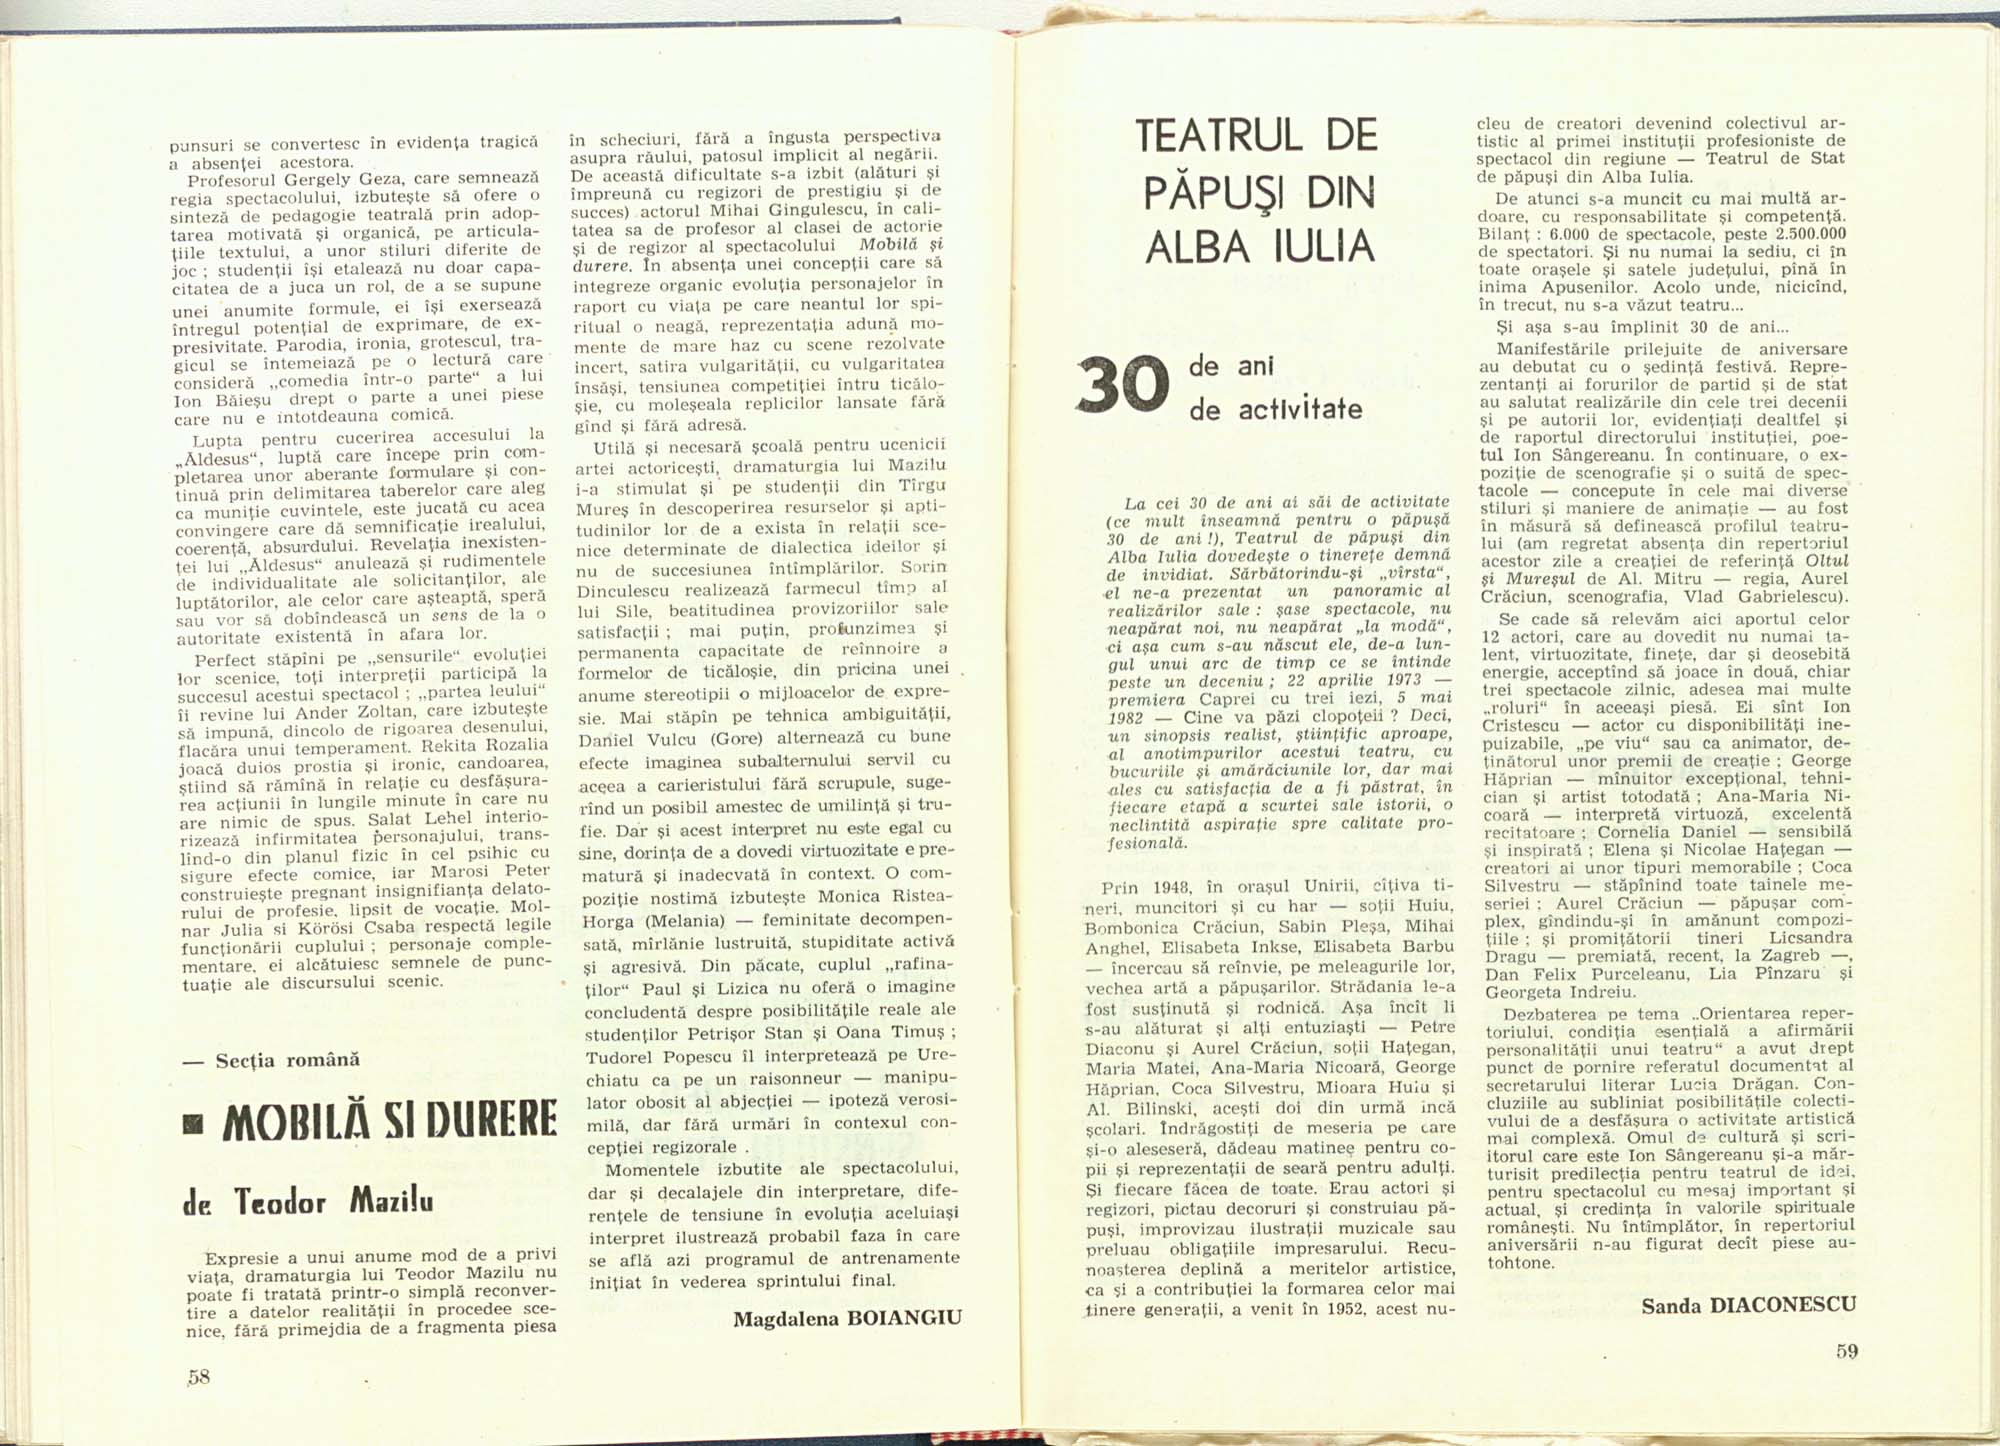 punsuri se convertesc în evidența tragică
a absenței acestora.
Profesorul Gergely Geza, care semnează
regia spectacolului, izbutește să ofere o
sinteză de pedagogie teatrală prin adop-
tarea motivată și organică, pe articula-
țiile textului, a unor stiluri diferite de
joc ; studenții își etalează nu doar capa-
citatea de a juca un rol, de a se supune
unei anumite formule, ei își exersează
întregul potențial de exprimare, de ex-
presivitate. Parodia, ironia, grotescul, tra-
gicul se întemeiază pe o lectură care
consideră „comedia într-o parte“ a lui
Ion Băieșu drept o parte a unei piese
care nu e întotdeauna comică.
Lupta pentru cucerirea accesului la
„Ăldesus“, luptă care începe prin com-
pletarea unor aberante formulare și con-
tinuă prin delimitarea taberelor care aleg
ca muniție cuvintele, este jucată cu acea
convingere care dă semnificație irealului,
coerență, absurdului. Revelația inexisten-
ței lui „Ăldesus“ anulează și rudimentele
de individualitate ale solicitanților, ale
luptătorilor, ale celor care așteaptă, speră
sau vor să dobîndească un sens de la o
autoritate existentă în afara lor.
Perfect stăpîni pe „sensurile“ evoluției
lor scenice, toți interpreții participă la
succesul acestui spectacol ; „partea leului“
îi revine lui Ander Zoltan, care izbutește
să impună, dincolo de rigoarea desenului,
flacăra unui temperament. Rekita Rozalia
joacă duios prostia și ironic, candoarea,
știind să rămînă în relație cu desfășura-
rea acțiunii în lungile minute în care nu
are nimic de spus. Salat Lehel interio-
rizează infirmitatea personajului, trans-
lînd-o din planul fizic în cel psihic cu
sigure efecte comice, iar Marosi Peter
construiește pregnant insignifianța delato-
rului de profesie, lipsit de vocație. Mol-
nar Julia si Körösi Csaba respectă legile
funcționării cuplului ; personaje comple-
mentare, ei alcătuiesc semnele de punc-
tuație ale discursului scenic.
— Secția română
■ MOBILĂ SI DURERE
de Teodor Mazilu
Expresie a unui anume mod de a privi
viața, dramaturgia lui Teodor Mazilu nu
poate fi tratată printr-o simplă reconver-
tire a datelor realității în procedee sce-
nice, fără primejdia de a fragmenta piesa
58
în scheciuri, fără a îngusta perspectiva
asupra răului, patosul implicit al negării.
De această dificultate s-a izbit (alături și
împreună cu regizori de prestigiu și de
succes) actorul Mihai Gingulescu, în cali-
tatea sa de profesor al clasei de actorie
și de regizor al spectacolului Mobilă și
durere. În absența unei concepții care să
integreze organic evoluția personajelor în
raport cu viața pe care neantul lor spi-
ritual o neagă, reprezentația adună mo-
mente de mare haz cu scene rezolvate
incert, satira vulgarității, cu vulgaritatea
însăși, tensiunea competiției întru ticălo-
șie, cu moleșeala replicilor lansate fără
gînd și fără adresă.
Utilă și necesară școală pentru ucenicii
artei actoricești, dramaturgia lui Mazilu
i-a stimulat și pe studenții din Tîrgu
Mureș în descoperirea resurselor și apti-
tudinilor lor de a exista în relații sce-
nice determinate de dialectica ideilor și
nu de succesiunea întîmplărilor. Sorin
Dinculescu realizează farmecul tîmp al
lui Sile, beatitudinea provizoriilor sale
satisfacții ; mai puțin, profunzimea și
permanenta capacitate de reînnoire a
formelor de ticăloșie, din pricina unei
anume stereotipii o mijloacelor de expre-
sie. Mai stăpîn pe tehnica ambiguității,
Daniel Vulcu (Gore) alternează cu bune
efecte imaginea subalternului servil cu
aceea a carieristului fără scrupule, suge-
rînd un posibil amestec de umilință și tru-
fie. Dar și acest interpret nu este egal cu
sine, dorința de a dovedi virtuozitate e pre-
matură și inadecvată în context. O com-
poziție nostimă izbutește Monica Ristea-
Horga (Melania) — feminitate decompen-
sată, mîrlănie lustruită, stupiditate activă
și agresivă. Din păcate, cuplul „rafina-
ților“ Paul și Lizica nu oferă o imagine
concludentă despre posibilitățile reale ale
studenților Petrișor Stan și Oana Timuș ;
Tudorel Popescu îl interpretează pe Ure-
chiatu ca pe un raisonneur — manipu-
lator obosit al abjecției — ipoteză verosi-
milă, dar fără urmări în contextul con-
cepției regizorale .
Momentele izbutite ale spectacolului,
dar și decalajele din interpretare, dife-
rențele de tensiune în evoluția aceluiași
interpret ilustrează probabil faza în care
se află azi programul de antrenamente
inițiat în vederea sprintului final.
Magdalena BOIANGIU
TEATRUL DE
PĂPUȘI DIN
ALBA IULIA
30 de ani
de activitate
La cei 30 de ani ai săi de activitate
(ce mult înseamnă pentru o păpușă
30 de ani !), Teatrul de păpuși din
Alba Iulia dovedește o tinerețe demnă
de invidiat. Sărbătorindu-și „vîrsta“,
el ne-a prezentat un panoramic al
realizărilor sale : șase spectacole, nu
neapărat noi, nu neapărat „la modă“,
ci așa cum s-au născut ele, de-a lun-
gul unui arc de timp ce se întinde
peste un deceniu ; 22 aprilie 1973 —
premiera Caprei cu trei iezi, 5 mai
1982 — Cine va păzi clopoțeii ? Deci,
un sinopsis realist, științific aproape,
al anotimpurilor acestui teatru, cu
bucuriile și amărăciunile lor, dar mai
ales cu satisfacția de a fi păstrat, în
fiecare etapă a scurtei sale istorii, o
neclintită aspirație spre calitate pro-
fesională.
Prin 1948, în orașul Unirii, cîțiva ti-
neri, muncitori și cu har — soții Huiu,
Bombonica Crăciun, Sabin Pleșa, Mihai
Anghel, Elisabeta Inkse, Elisabeta Barbu
— încercau să reînvie, pe meleagurile lor,
vechea artă a păpușarilor. Strădania le-a
fost susținută și rodnică. Așa încît li
s-au alăturat și alți entuziaști — Petre
Diaconu și Aurel Crăciun, soții Hațegan,
Maria Matei, Ana-Maria Nicoară, George
Hăprian, Coca Silvestru, Mioara Huiu și
Al. Bilinski, acești doi din urmă încă
școlari. Îndrăgostiți de meseria pe care
și-o aleseseră, dădeau matinee pentru co-
pii și reprezentații de seară pentru adulți.
Și fiecare făcea de toate. Erau actori și
regizori, pictau decoruri și construiau pă-
puși, improvizau ilustrații muzicale sau
preluau obligațiile impresarului. Recu-
noașterea deplină a meritelor artistice,
ca și a contribuției la formarea celor mai
tinere generații, a venit în 1952, acest nu-
cleu de creatori devenind colectivul ar-
tistic al primei instituții profesioniste de
spectacol din regiune — Teatrul de Stat
de păpuși din Alba Iulia.
De atunci s-a muncit cu mai multă ar-
doare, cu responsabilitate și competență.
Bilanț : 6.000 de spectacole, peste 2.500.000
de spectatori. Și nu numai la sediu, ci în
toate orașele și satele județului, pînă în
inima Apusenilor. Acolo unde, nicicînd,
în trecut, nu s-a văzut teatru...
Și așa s-au împlinit 30 de ani...
Manifestările prilejuite de aniversare
au debutat cu o ședință festivă. Repre-
zentanți ai forurilor de partid și de stat
au salutat realizările din cele trei decenii
și pe autorii lor, evidențiați dealtfel și
de raportul directorului instituției, poe-
tul Ion Sângereanu. În continuare, o ex-
poziție de scenografie și o suită de spec-
tacole — concepute în cele mai diverse
stiluri și maniere de animație — au fost
în măsură să definească profilul teatru-
lui (am regretat absența din repertoriul
acestor zile a creației de referință Oltul
și Mureșul de Al. Mitru — regia, Aurel
Crăciun, scenografia, Vlad Gabrielescu).
Se cade să relevăm aici aportul celor
12 actori, care au dovedit nu numai ta-
lent, virtuozitate, finețe, dar și deosebită
energie, acceptînd să joace în două, chiar
trei spectacole zilnic, adesea mai multe
„roluri“ în aceeași piesă. Ei sînt Ion
Cristescu — actor cu disponibilități ine-
puizabile, „pe viu“ sau ca animator, de-
ținătorul unor premii de creație ; George
Hăprian — mînuitor excepțional, tehni-
cian și artist totodată ; Ana-Maria Ni-
coară — interpretă virtuoză, excelentă
recitatoare ; Cornelia Daniel — sensibilă
și inspirată ; Elena și Nicolae Hațegan —
creatori ai unor tipuri memorabile ; Coca
Silvestru — stăpînind toate tainele me-
seriei ; Aurel Crăciun — păpușar com-
plex, gîndindu-și în amănunt compozi-
țiile ; și promițătorii tineri Licsandra
Dragu — premiată, recent, la Zagreb —,
Dan Felix Purceleanu, Lia Pînzaru și
Georgeta Indreiu.
Dezbaterea pe tema „Orientarea reper-
toriului, condiția esențială a afirmării
personalității unui teatru“ a avut drept
punct de pornire referatul documentat al
secretarului literar Lucia Drăgan. Con-
cluziile au subliniat posibilitățile colecti-
vului de a desfășura o activitate artistică
mai complexă. Omul de cultură și scri-
itorul care este Ion Sângereanu și-a măr-
turisit predilecția pentru teatrul de idei,
pentru spectacolul cu mesaj important și
actual, și credința în valorile spirituale
românești. Nu întîmplător, în repertoriul
aniversării n-au figurat decît piese au-
tohtone.
Sanda DIACONESCU
59